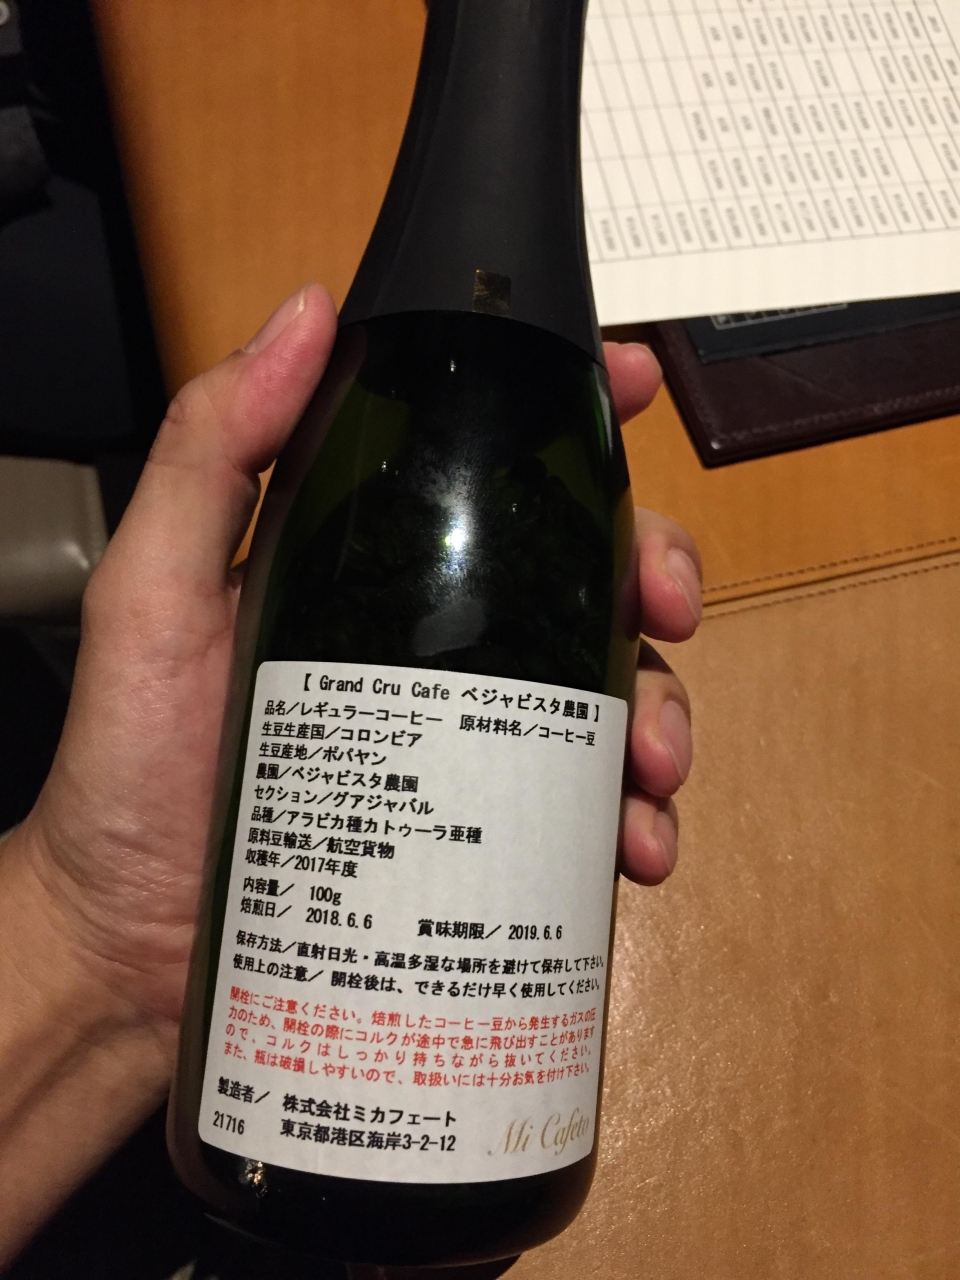 【 Grand Cru Cafe ベジャビスタ農園 】
品名／レギュラーコーヒー　原材料名／コーヒー豆
生豆生産国／コロンビア
生豆産地／ポパヤン
農園／ベジャビスタ農園
セクション／グアジャバル
品種／アラビカ種カトゥーラ亜種
原料豆輸送／航空貨物
収穫年／2017年度
内容量／　100g
焙煎日／　2018.6.6　　賞味期限／ 2019.6.6
保存方法／直射日光・高温多湿な場所を避けて保存して下さい。
使用上の注意／ 開栓後は、できるだけ早く使用してください。
開栓にご注意ください。焙煎したコーヒー豆から発生するガスの圧
力のため、開栓の際にコルクが途中で急に飛び出すことがあります
ので、コルクはしっかり持ちながら抜いてください。
また、瓶は破損しやすいので、取扱いには十分お気を付け下さい。
製造者／　株式会社ミカフェート
21716　東京都港区海岸3-2-12
Mi Cafeto